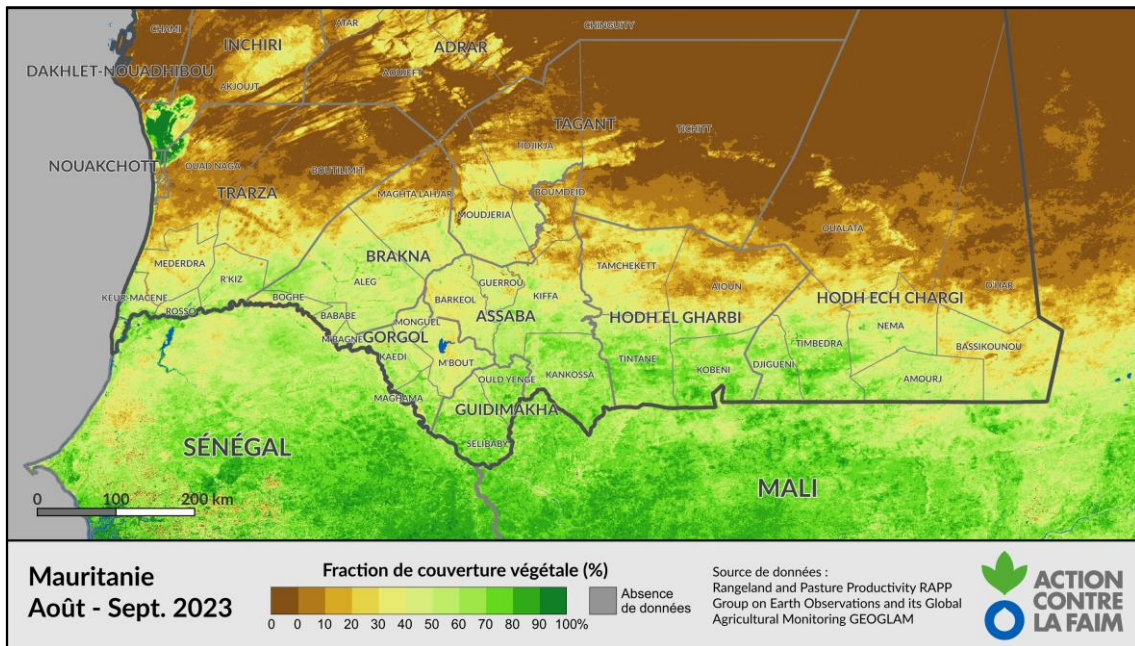 CHAMI
ATAR
CHINGUITY
INCHIRI
ADRAR
DAKHLET-NOUADHIBOU
AOUJEFT
AKJOUJT
TAGANT
TICHITT
TIDJIKJA
NOUAKCHOTT
OUAD NAGA
BOUTILIMIT
TRARZA
MAGHTA LAHJAR
BOUMDEID
MOUDJERIA
OUALATA
BRAKNA
MEDERDRA
TAMCHEKETT
R'KIZ
ALEG
GUERROU
AIOUN
D'HAR
KEUR-MACENE
BOGHE
BARKEOL
KIFFA
HODH ECH CHARGI
ROSSO
BABABE
MONGUEL
ASSABA
HODH EL GHARBI
NEMA
M'BAGNE
GORGOL
TIMBEDRA
BASSIKOUNOU
KAEDI
M'BOUT
TINTANE
DJIGUENI
OULD YENGE
KANKOSSA
KOBENI
AMOURJ
MAGHAMA
GUIDIMAKHA
SÉNÉGAL
SELIBABY
MALI
0 100 200 km
Mauritanie
Août - Sept. 2023
Fraction de couverture végétale (%)
0 0 10 20 30 40 50 60 70 80 90 100%
Absence
de données
Source de données :
Rangeland and Pasture Productivity RAPP
Group on Earth Observations and its Global
Agricultural Monitoring GEOGLAM
ACTION
CONTRE
LA FAIM